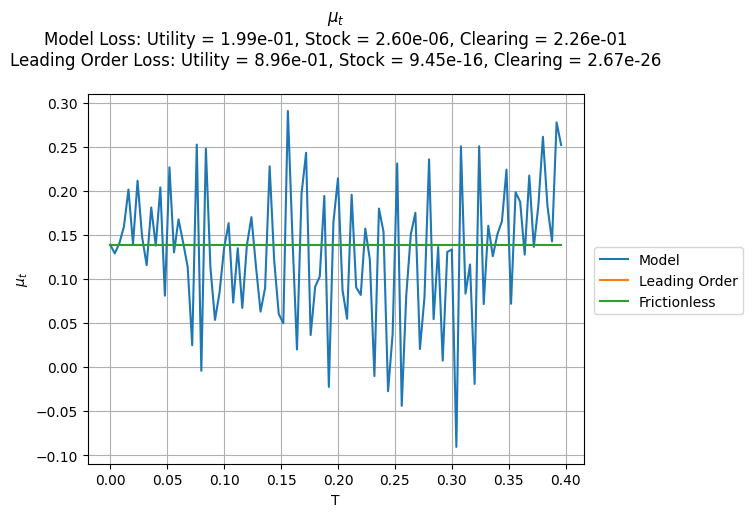 μ_t
Model Loss: Utility = 1.99e-01, Stock = 2.60e-06, Clearing = 2.26e-01
Leading Order Loss: Utility = 8.96e-01, Stock = 9.45e-16, Clearing = 2.67e-26
0.30
0.25
0.20
0.15
0.10
0.05
0.00
−0.05
−0.10
μ_t
0.00 0.05 0.10 0.15 0.20 0.25 0.30 0.35 0.40
T
Model
Leading Order
Frictionless